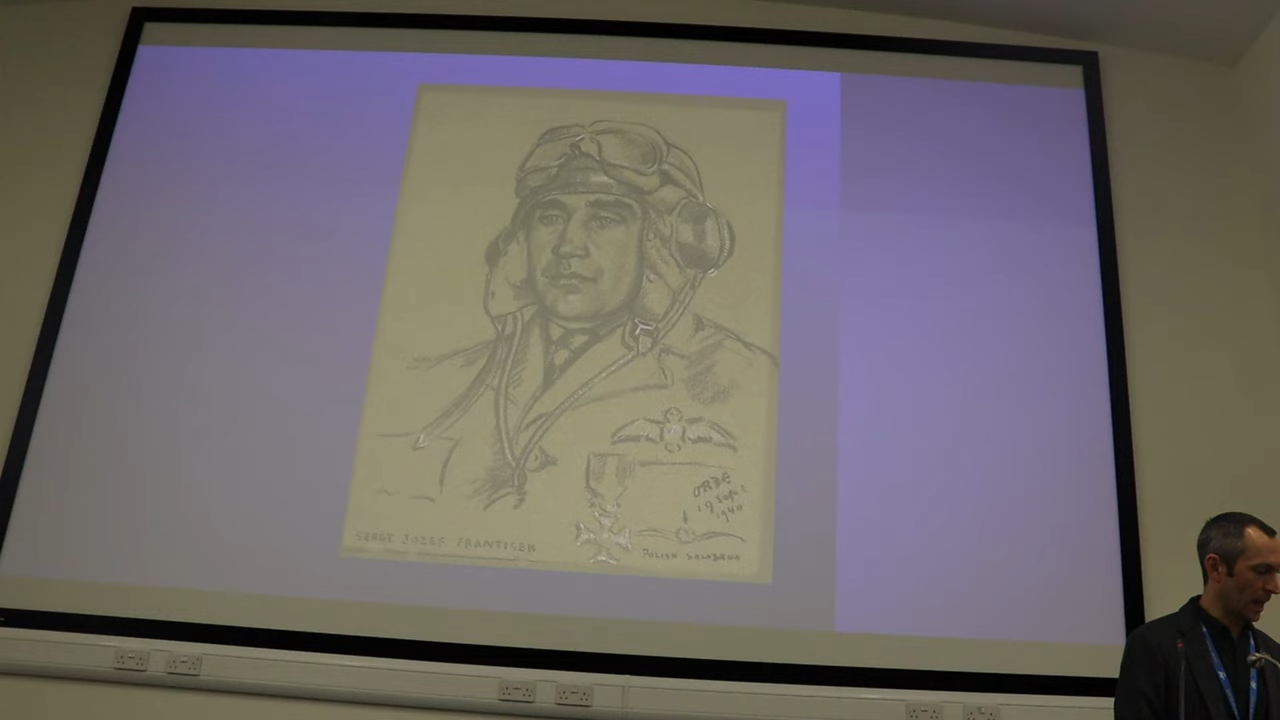 ORDE
19 Sept
1940
SERGT JOZEF FRANTISEK
POLISH SQUADRON